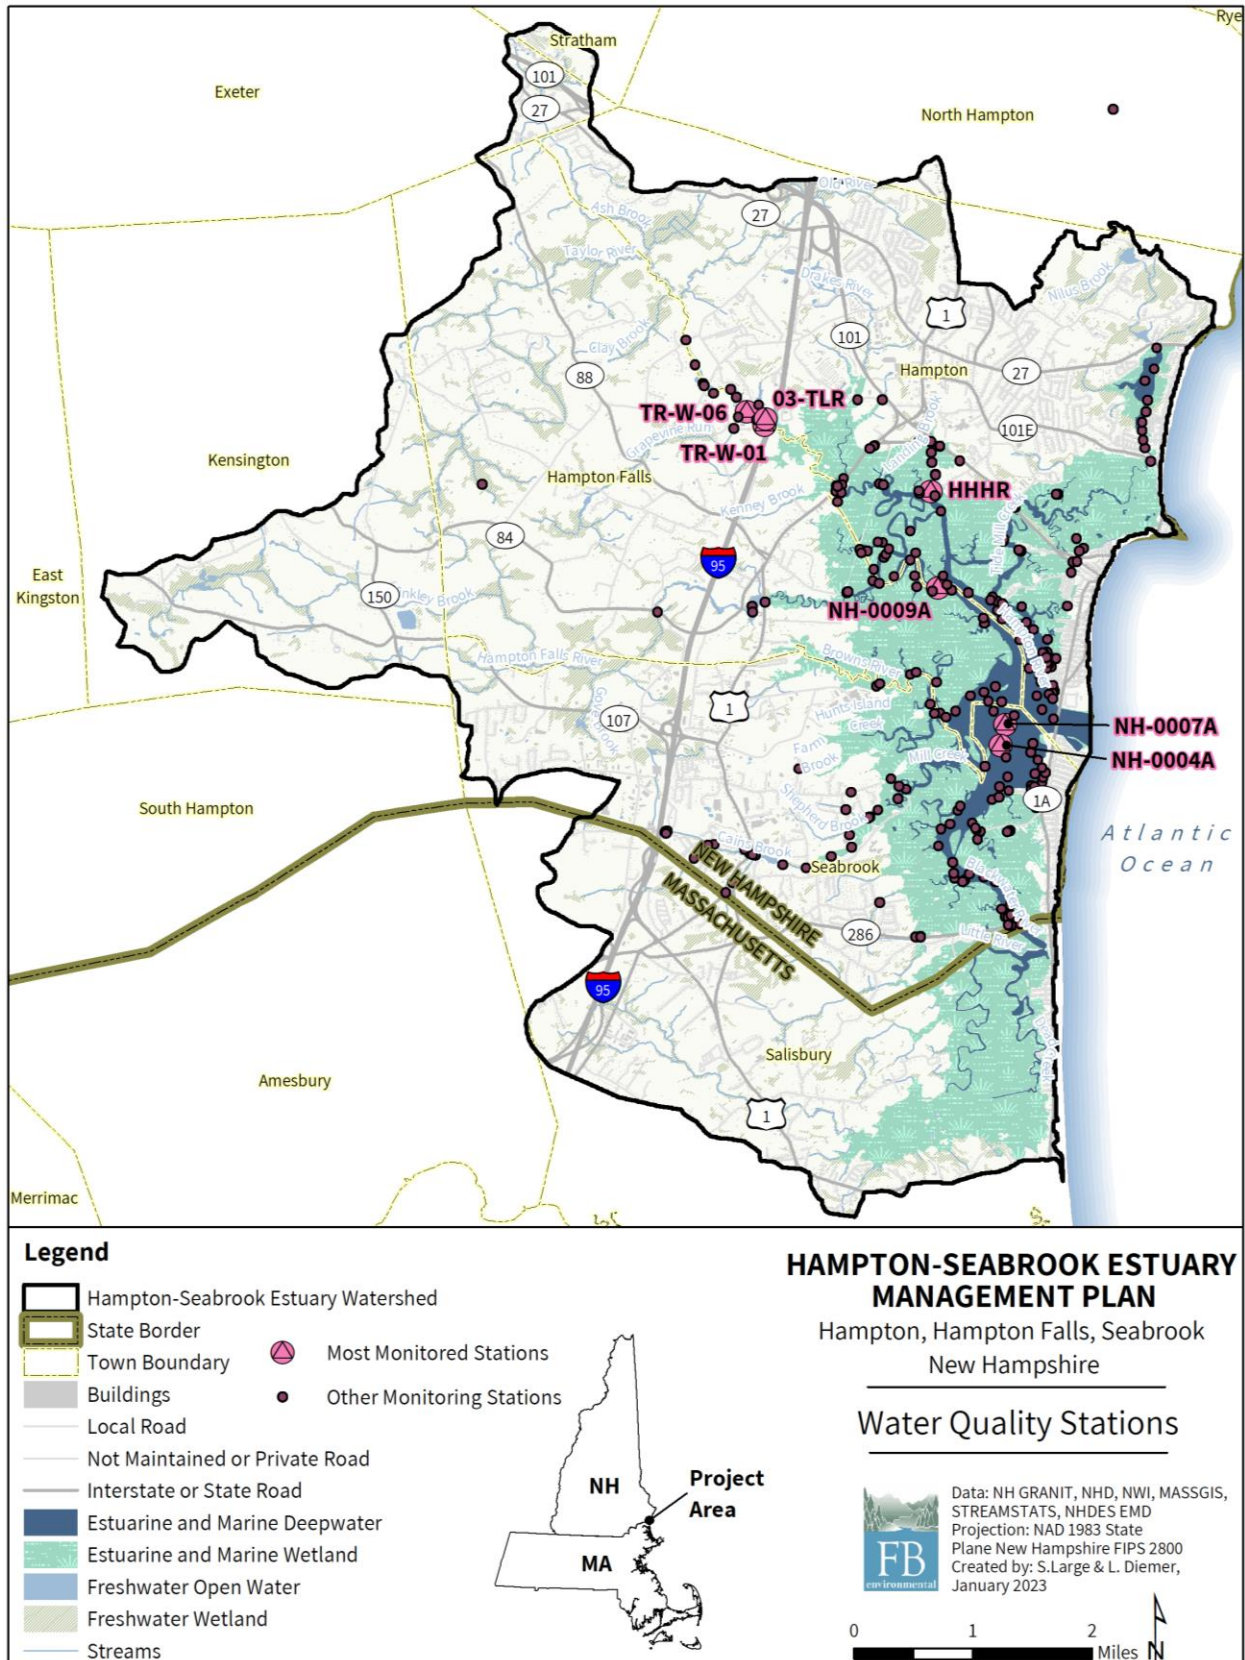 Rye
Stratham
101
27
Exeter
North Hampton
Old River
Ash Brook
27
Taylor River
Drakes River
Nilus Brook
1
101
Clay Brook
88
Hampton
27
TR-W-06
03-TLR
101E
Grapevine Run
TR-W-01
Landing Brook
Kensington
Hampton Falls
HHHR
Kenney Brook
84
95
East
Kingston
150
NH-0009A
Hampton Falls River
Browns River
107
1
Hunts Island
Creek
NH-0007A
Farm
Brook
Mill Creek
NH-0004A
South Hampton
Shepherd Brook
1A
Atlantic
Ocean
Cains Brook
NEW HAMPSHIRE
Seabrook
MASSACHUSETTS
286
Little River
95
Salisbury
Amesbury
1
Merrimac
Legend
Hampton-Seabrook Estuary Watershed
State Border
Town Boundary
Buildings
Local Road
Not Maintained or Private Road
Interstate or State Road
Estuarine and Marine Deepwater
Estuarine and Marine Wetland
Freshwater Open Water
Freshwater Wetland
Streams
Most Monitored Stations
Other Monitoring Stations
NH
MA
Project
Area
HAMPTON-SEABROOK ESTUARY
MANAGEMENT PLAN
Hampton, Hampton Falls, Seabrook
New Hampshire
Water Quality Stations
FB
environmental
Data: NH GRANIT, NHD, NWI, MASSGIS,
STREAMSTATS, NHDES EMD
Projection: NAD 1983 State
Plane New Hampshire FIPS 2800
Created by: S.Large & L. Diemer,
January 2023
0 1 2
Miles
N